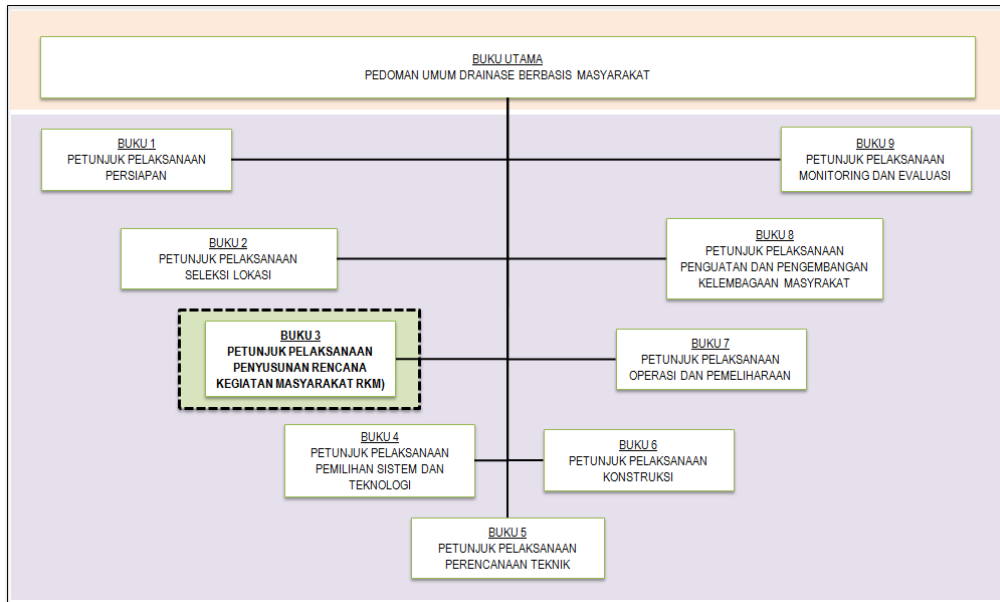 BUKU UTAMA
PEDOMAN UMUM DRAINASE BERBASIS MASYARAKAT
BUKU 1
PETUNJUK PELAKSANAAN
PERSIAPAN
BUKU 9
PETUNJUK PELAKSANAAN
MONITORING DAN EVALUASI
BUKU 2
PETUNJUK PELAKSANAAN
SELEKSI LOKASI
BUKU 8
PETUNJUK PELAKSANAAN
PENGUATAN DAN PENGEMBANGAN
KELEMBAGAAN MASYRAKAT
BUKU 3
PETUNJUK PELAKSANAAN
PENYUSUNAN RENCANA
KEGIATAN MASYARAKAT RKM)
BUKU 7
PETUNJUK PELAKSANAAN
OPERASI DAN PEMELIHARAAN
BUKU 4
PETUNJUK PELAKSANAAN
PEMILIHAN SISTEM DAN
TEKNOLOGI
BUKU 6
PETUNJUK PELAKSANAAN
KONSTRUKSI
BUKU 5
PETUNJUK PELAKSANAAN
PERENCANAAN TEKNIK